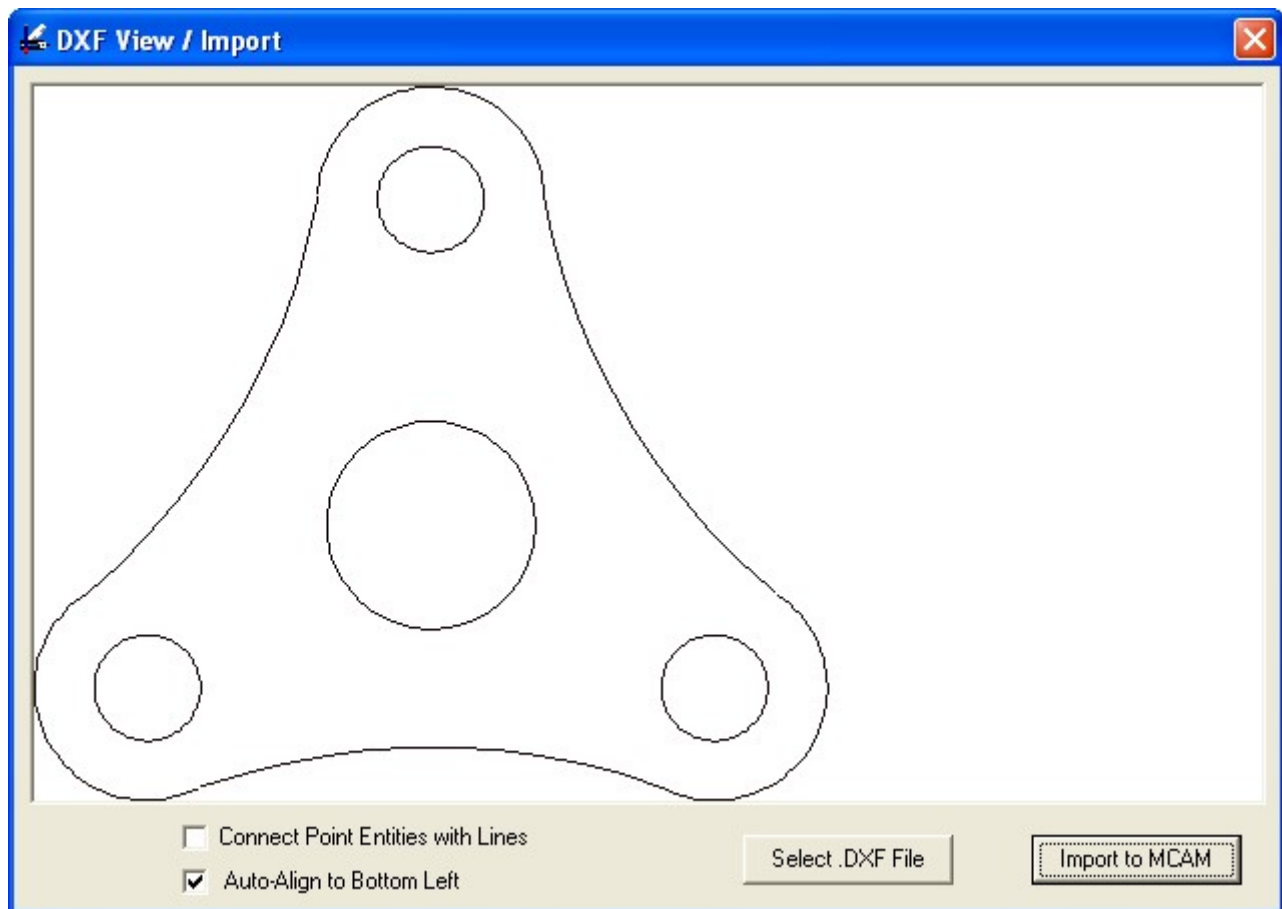 DXF View / Import
Connect Point Entities with Lines
Auto-Align to Bottom Left
Select .DXF File
Import to MCAM